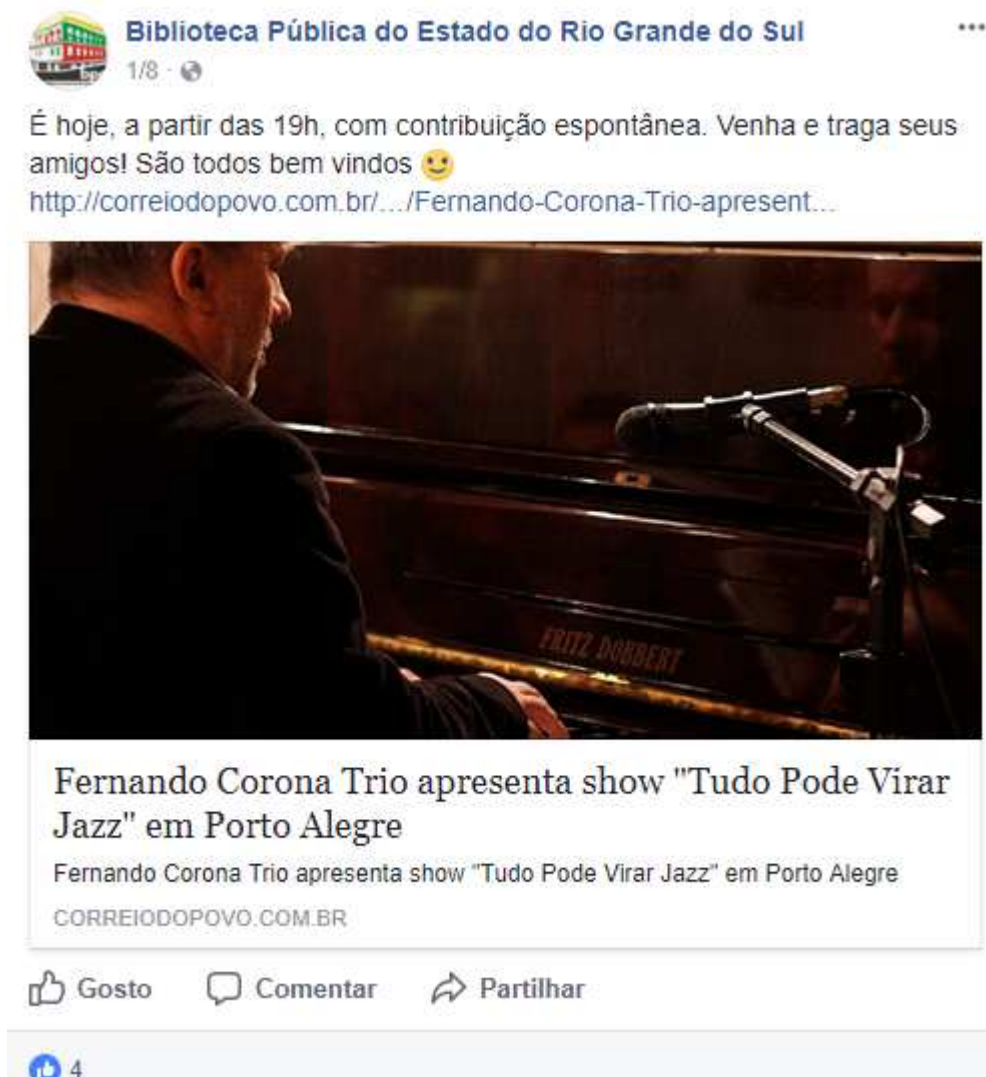 Biblioteca Pública do Estado do Rio Grande do Sul
1/8
É hoje, a partir das 19h, com contribuição espontânea. Venha e traga seus
amigos! São todos bem vindos
http://correiodopovo.com.br/.../Fernando-Corona-Trio-apresent...
FRITZ DOBBERT
Fernando Corona Trio apresenta show "Tudo Pode Virar
Jazz" em Porto Alegre
Fernando Corona Trio apresenta show "Tudo Pode Virar Jazz" em Porto Alegre
CORREIODOPOVO.COM.BR
Gosto Comentar Partilhar
4